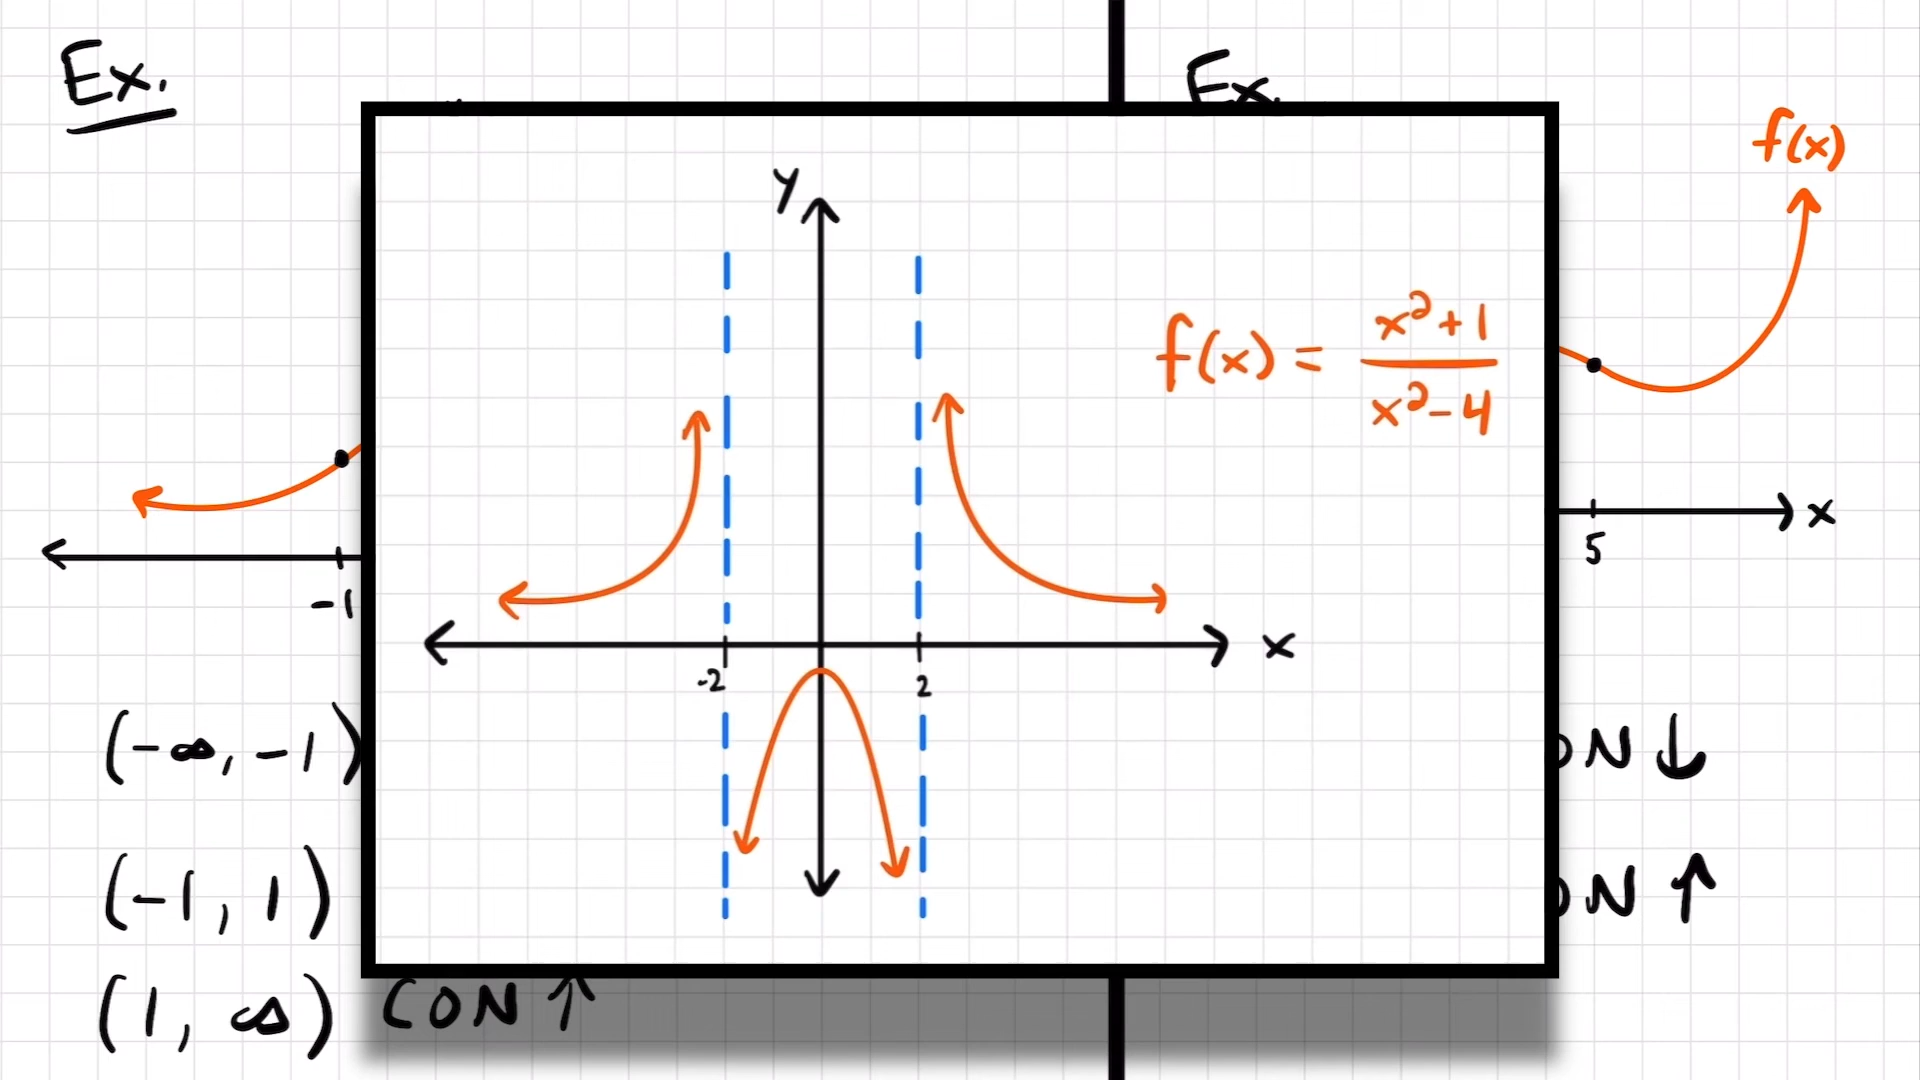 Ex.
Ex.
f(x)
y
f(x) = x²+1 / x²-4
x
5
-1
x
-2
2
(-∞, -1)
ON ↓
(-1, 1)
ON ↑
(1, ∞) CON ↑